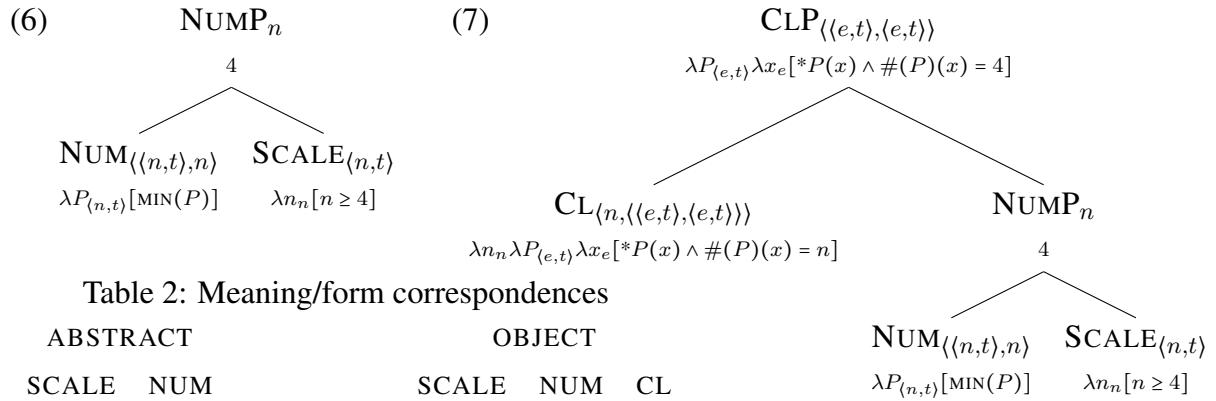 (6) NUMP_n
4
NUM_⟨⟨n,t⟩,n⟩ SCALE_⟨n,t⟩
λP_⟨n,t⟩[MIN(P)] λn_n[n ≥ 4]
(7) CLP_⟨⟨e,t⟩,⟨e,t⟩⟩
λP_⟨e,t⟩λx_e[*P(x) ∧ #(P)(x) = 4]
CL_⟨n,⟨⟨e,t⟩,⟨e,t⟩⟩⟩ NUMP_n
λn_nλP_⟨e,t⟩λx_e[*P(x) ∧ #(P)(x) = n] 4
NUM_⟨⟨n,t⟩,n⟩ SCALE_⟨n,t⟩
λP_⟨n,t⟩[MIN(P)] λn_n[n ≥ 4]
Table 2: Meaning/form correspondences
ABSTRACT OBJECT
SCALE NUM SCALE NUM CL